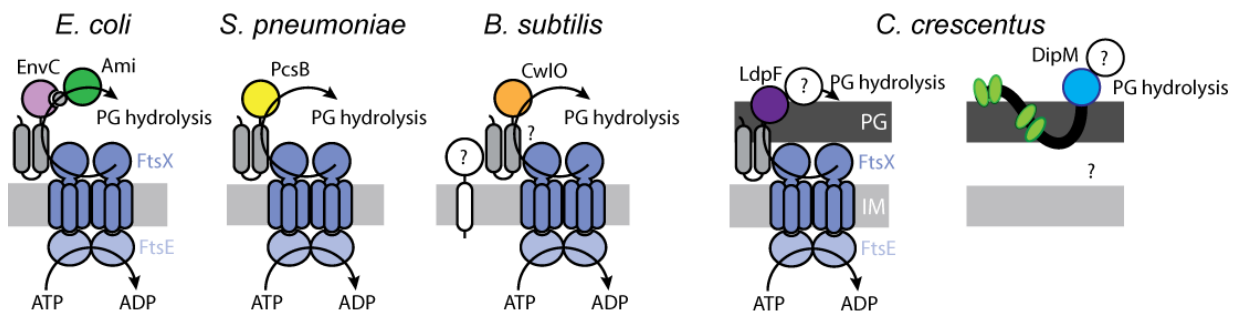 E. coli
S. pneumoniae
B. subtilis
C. crescentus
EnvC
Ami
PG hydrolysis
FtsX
FtsE
ATP
ADP
PcsB
PG hydrolysis
ATP
ADP
CwlO
?
PG hydrolysis
?
ATP
ADP
LdpF
?
PG hydrolysis
PG
FtsX
IM
FtsE
ATP
ADP
DipM
?
PG hydrolysis
?